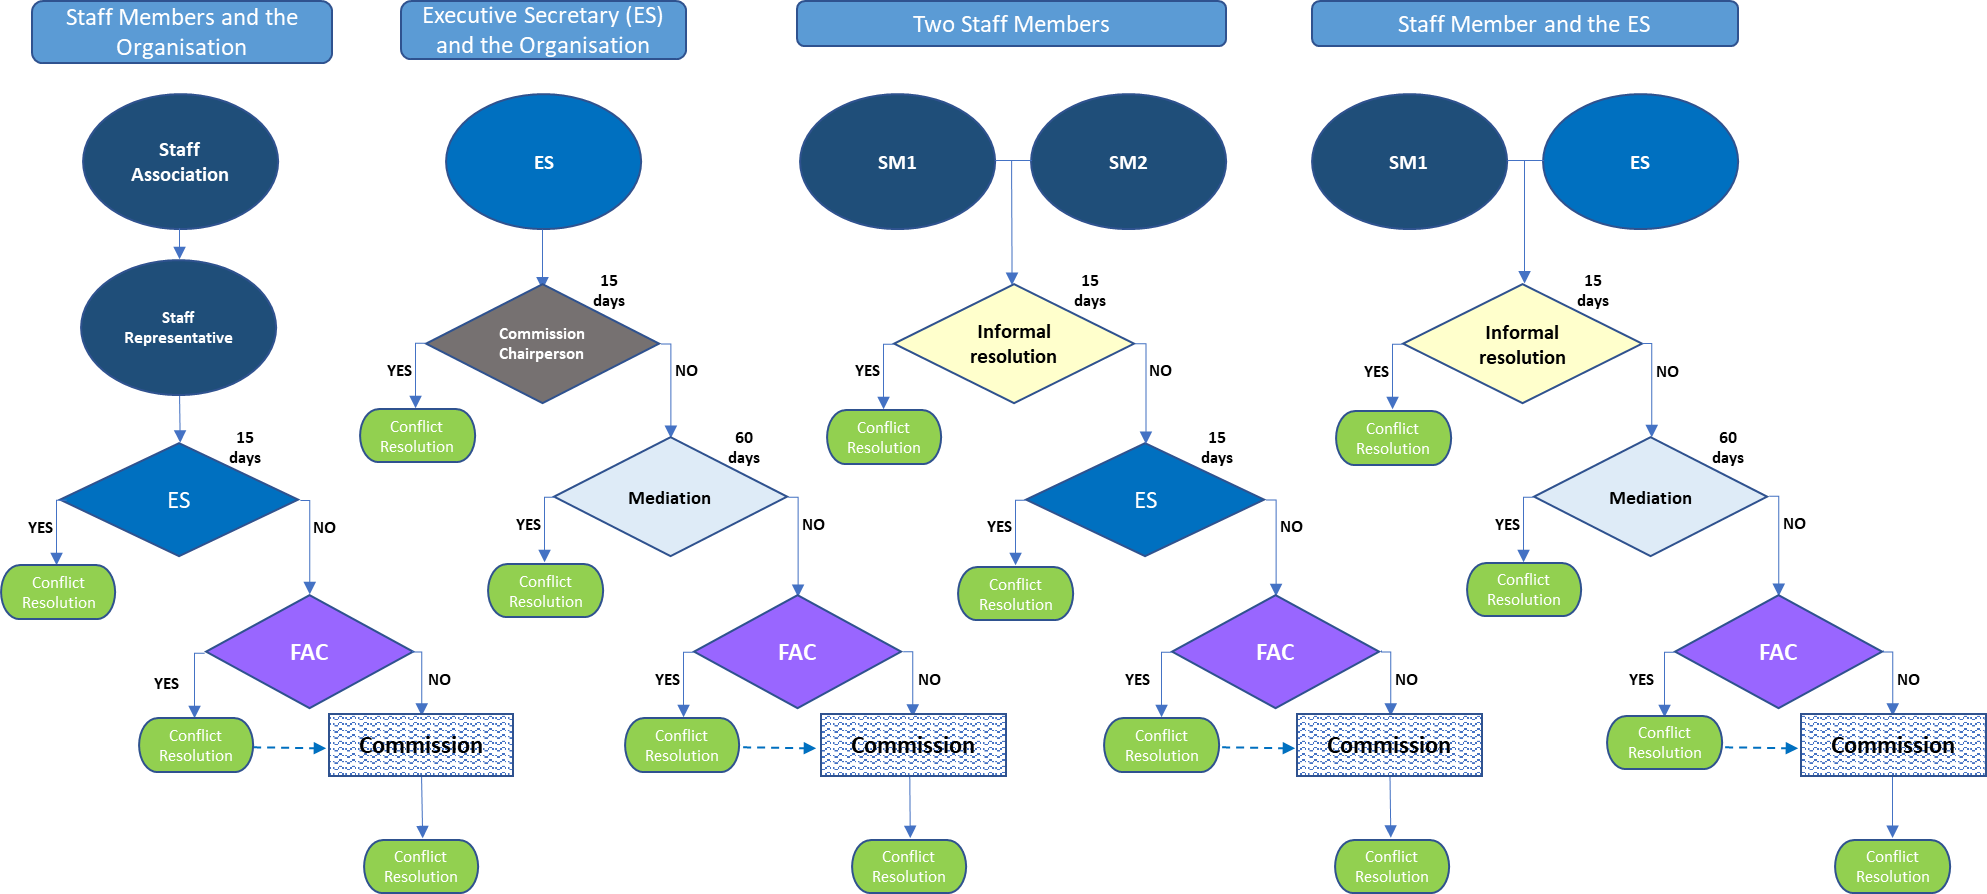 Staff Members and the
Organisation
Executive Secretary (ES)
and the Organisation
Two Staff Members
Staff Member and the ES
Staff
Association
ES
SM1
SM2
SM1
ES
Staff
Representative
15
days
Commission
Chairperson
YES
NO
Conflict
Resolution
15
days
Informal
resolution
YES
NO
Conflict
Resolution
15
days
Informal
resolution
YES
NO
Conflict
Resolution
15
days
ES
YES
NO
Conflict
Resolution
60
days
Mediation
YES
NO
Conflict
Resolution
15
days
ES
YES
NO
Conflict
Resolution
60
days
Mediation
YES
NO
Conflict
Resolution
FAC
YES
NO
Conflict
Resolution
Commission
Conflict
Resolution
FAC
YES
NO
Conflict
Resolution
Commission
Conflict
Resolution
FAC
YES
NO
Conflict
Resolution
Commission
Conflict
Resolution
FAC
YES
NO
Conflict
Resolution
Commission
Conflict
Resolution